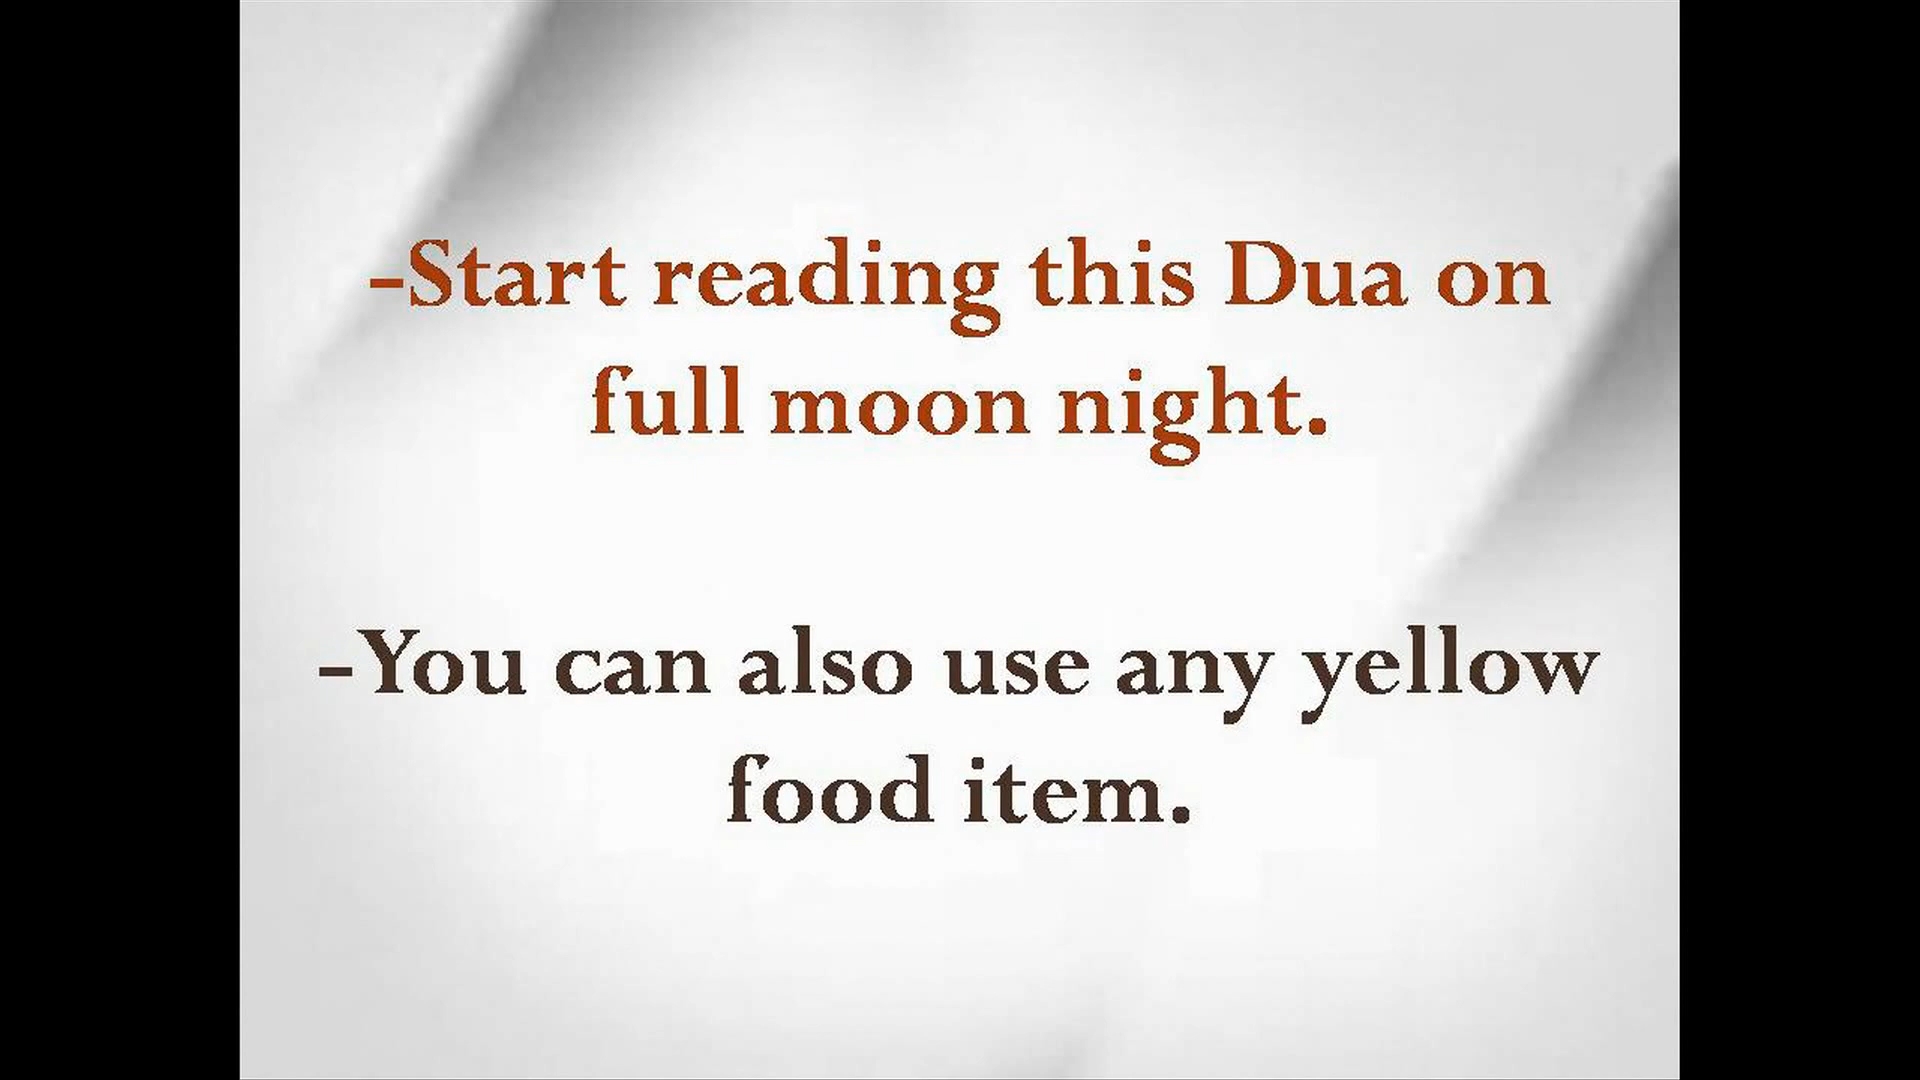 -Start reading this Dua on
full moon night.
-You can also use any yellow
food item.